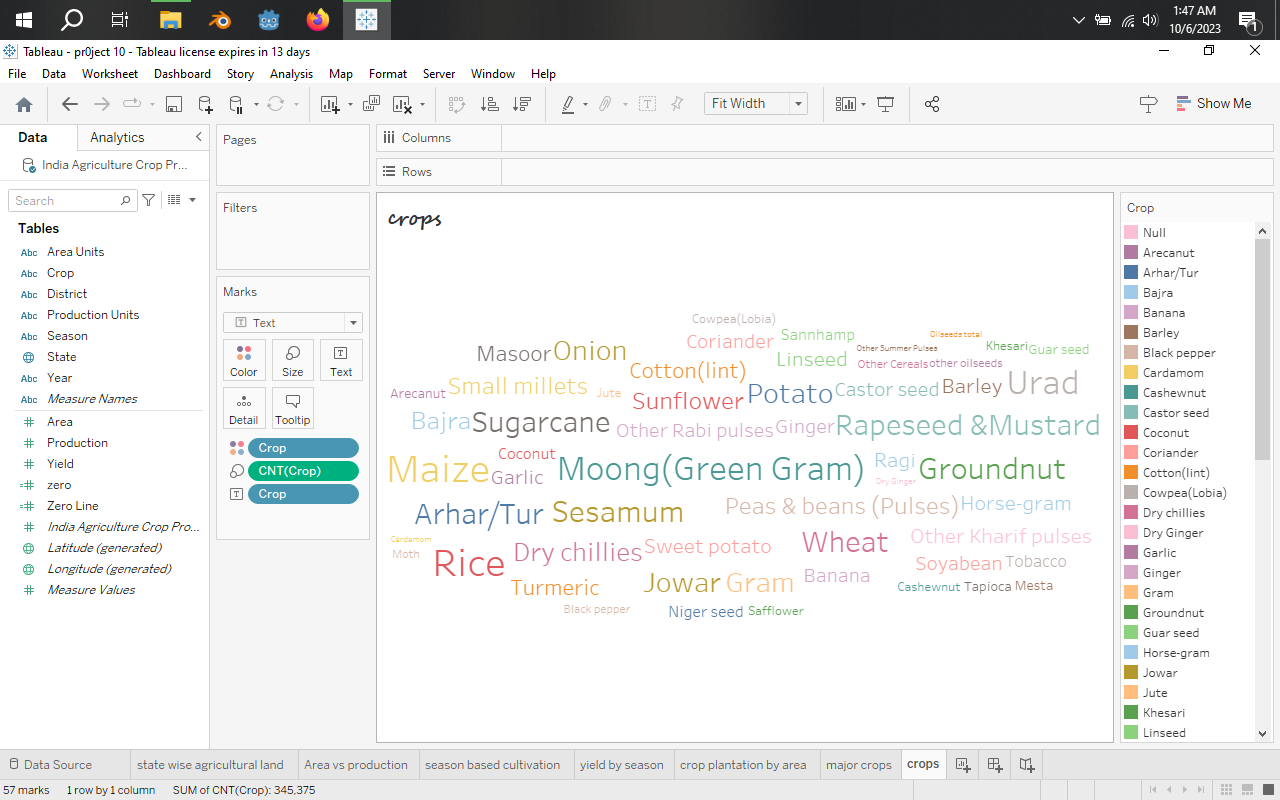 1:47 AM
10/6/2023
1
Tableau - pr0ject 10 - Tableau license expires in 13 days
File Data Worksheet Dashboard Story Analysis Map Format Server Window Help
Fit Width
Show Me
Data Analytics
India Agriculture Crop Pr...
Search
Tables
Abc Area Units
Abc Crop
Abc District
Abc Production Units
Abc Season
State
Abc Year
Abc Measure Names
# Area
# Production
# Yield
=# zero
=# Zero Line
# India Agriculture Crop Pro...
Latitude (generated)
Longitude (generated)
# Measure Values
Pages
Filters
Marks
T Text
Color Size T Text
Detail Tooltip
Crop
CNT(Crop)
T Crop
Columns
Rows
crops
Cowpea(Lobia)
Coriander Sannhamp Oilseeds total
Masoor Onion Linseed Other Summer Pulses Khesari Guar seed
Cotton(lint) Other Cereals other oilseeds
Arecanut Small millets Jute Sunflower Potato Castor seed Barley Urad
Bajra Sugarcane Other Rabi pulses Ginger Rapeseed &Mustard
Coconut
Maize Garlic Moong(Green Gram) Ragi Groundnut
Dry Ginger
Arhar/Tur Sesamum Peas & beans (Pulses) Horse-gram
Cardamom
Moth Rice Dry chillies Sweet potato Wheat Other Kharif pulses
Soyabean Tobacco
Turmeric Jowar Gram Banana Cashewnut Tapioca Mesta
Black pepper Niger seed Safflower
Crop
Null
Arecanut
Arhar/Tur
Bajra
Banana
Barley
Black pepper
Cardamom
Cashewnut
Castor seed
Coconut
Coriander
Cotton(lint)
Cowpea(Lobia)
Dry chillies
Dry Ginger
Garlic
Ginger
Gram
Groundnut
Guar seed
Horse-gram
Jowar
Jute
Khesari
Linseed
Data Source state wise agricultural land Area vs production season based cultivation yield by season crop plantation by area major crops crops
57 marks 1 row by 1 column SUM of CNT(Crop): 345,375